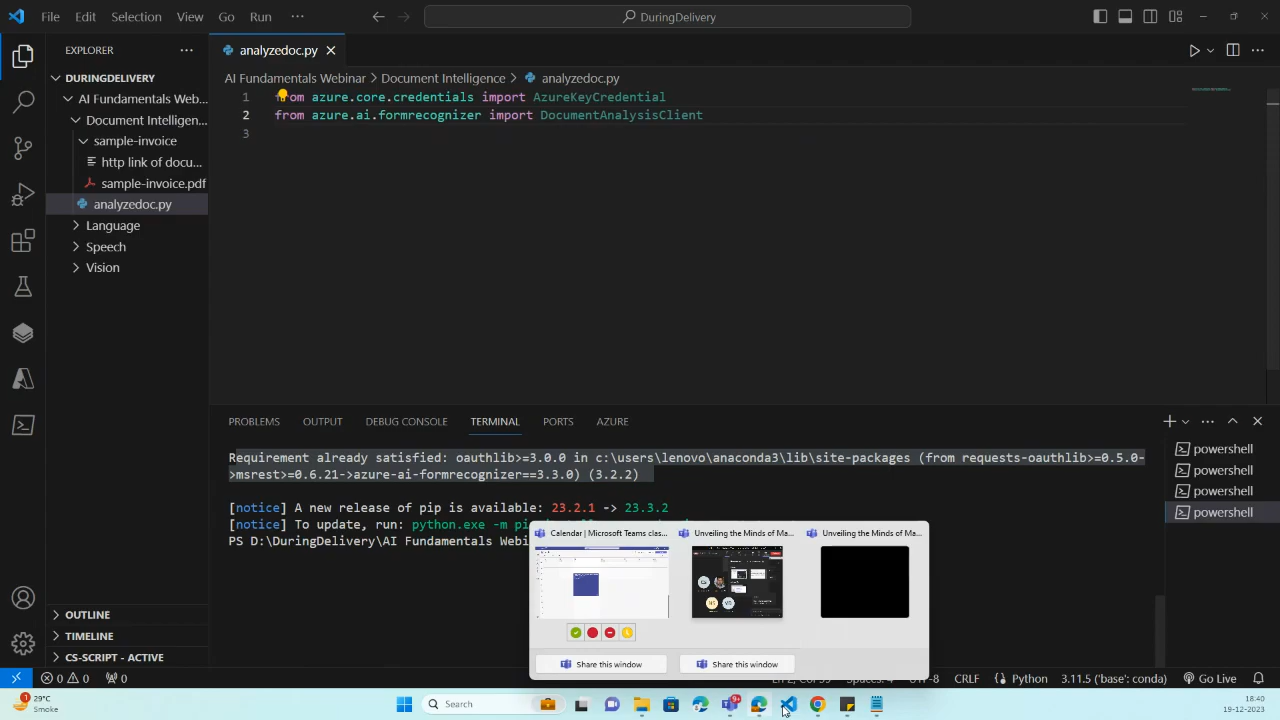 File Edit Selection View Go Run ···
DuringDelivery
EXPLORER
DURINGDELIVERY
AI Fundamentals Web...
Document Intelligen...
sample-invoice
http link of docu...
sample-invoice.pdf
analyzedoc.py
Language
Speech
Vision
OUTLINE
TIMELINE
CS-SCRIPT - ACTIVE
analyzedoc.py
AI Fundamentals Webinar > Document Intelligence > analyzedoc.py
1 from azure.core.credentials import AzureKeyCredential
2 from azure.ai.formrecognizer import DocumentAnalysisClient
3
PROBLEMS OUTPUT DEBUG CONSOLE TERMINAL PORTS AZURE
Requirement already satisfied: oauthlib>=3.0.0 in c:\users\lenovo\anaconda3\lib\site-packages (from requests-oauthlib>=0.5.0-
>msrest>=0.6.21->azure-ai-formrecognizer==3.3.0) (3.2.2)
[notice] A new release of pip is available: 23.2.1 -> 23.3.2
[notice] To update, run: python.exe -m
PS D:\DuringDelivery\AI Fundamentals Webi
powershell
powershell
powershell
powershell
Calendar | Microsoft Teams clas...
Unveiling the Minds of Ma...
Unveiling the Minds of Ma...
Share this window
Share this window
0 0 0
CRLF Python 3.11.5 ('base': conda) Go Live
29°C
Smoke
Search
18:40
19-12-2023